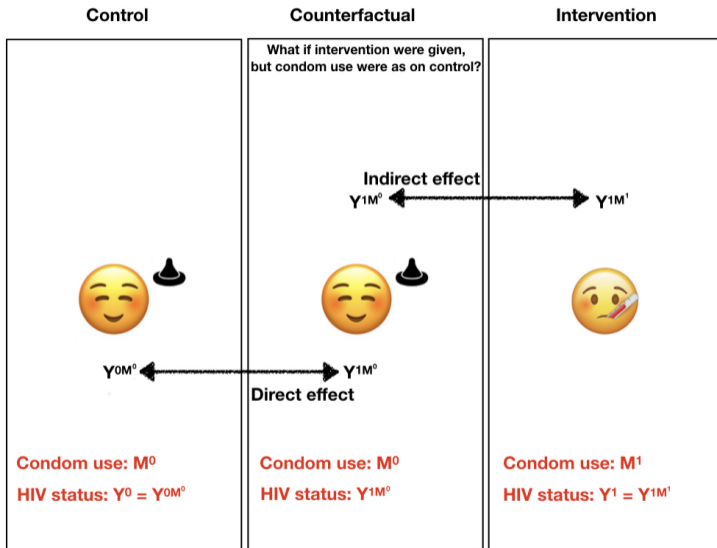 Control
Counterfactual
Intervention
What if intervention were given,
but condom use were as on control?
Indirect effect
Y¹ᴹ⁰
Y¹ᴹ¹
Y⁰ᴹ⁰
Y¹ᴹ⁰
Direct effect
Condom use: M⁰
HIV status: Y⁰ = Y⁰ᴹ⁰
Condom use: M⁰
HIV status: Y¹ᴹ⁰
Condom use: M¹
HIV status: Y¹ = Y¹ᴹ¹